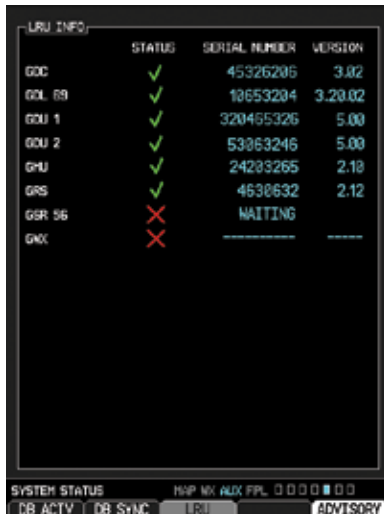 LRU INFO
STATUS SERIAL NUMBER VERSION
GDC 45326206 3.02
GDL 69 10653204 3.20.02
GDU 1 320465326 5.00
GDU 2 53063246 5.00
GMU 24203265 2.10
GRS 4630632 2.12
GSR 56 WAITING
GWX ---------- -----
SYSTEM STATUS MAP WX AUX FPL
DB ACTV DB SYNC LRU ADVISORY